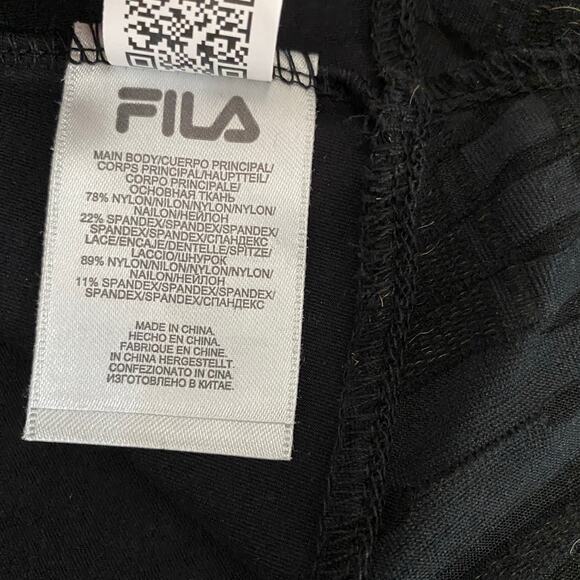 FILA
MAIN BODY/CUERPO PRINCIPAL/
CORPS PRINCIPAL/HAUPTTEIL/
CORPO PRINCIPALE/
ОСНОВНАЯ ТКАНЬ
78% NYLON/NILON/NYLON/NYLON/
NAILON/НЕЙЛОН
22% SPANDEX/SPANDEX/SPANDEX/
SPANDEX/SPANDEX/СПАНДЕКС
LACE/ENCAJE/DENTELLE/SPITZE/
LACCIO/ШНУРОК
89% NYLON/NILON/NYLON/NYLON/
NAILON/НЕЙЛОН
11% SPANDEX/SPANDEX/SPANDEX/
SPANDEX/SPANDEX/СПАНДЕКС
MADE IN CHINA.
HECHO EN CHINA.
FABRIQUE EN CHINE.
IN CHINA HERGESTELLT.
CONFEZIONATO IN CINA.
ИЗГОТОВЛЕНО В КИТАЕ.